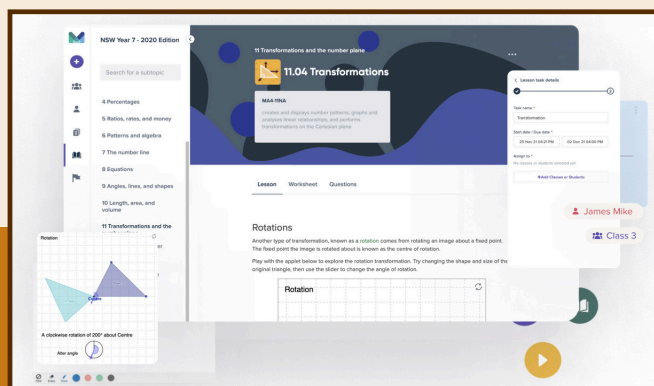 NSW Year 7 - 2020 Edition
Search for a subtopic
4 Percentages
5 Ratios, rates, and money
6 Patterns and algebra
7 The number line
8 Equations
9 Angles, lines, and shapes
10 Length, area, and
volume
11 Transformations and the
11 Transformations and the number plane
11.04 Transformations
MA4-11NA
creates and displays number patterns; graphs and
analyses linear relationships; and performs
transformations on the Cartesian plane.
Lesson Worksheet Questions
Rotations
Another type of transformation, known as a rotation comes from rotating an image about a fixed point.
The fixed point the image is rotated about is known as the centre of rotation.
Play with the applet below to explore the rotation transformation. Try changing the shape and size of the
original triangle, then use the slider to change the angle of rotation.
Rotation
Lesson task details
Task name *
Transformation
Start date / Due date *
25 Nov 21 04:21 PM 02 Dec 21 04:00 PM
Assign to *
No classes or students selected yet
+Add Classes or Students
James Mike
Class 3
Rotation
Centre
A clockwise rotation of 200° about Centre
Alter angle